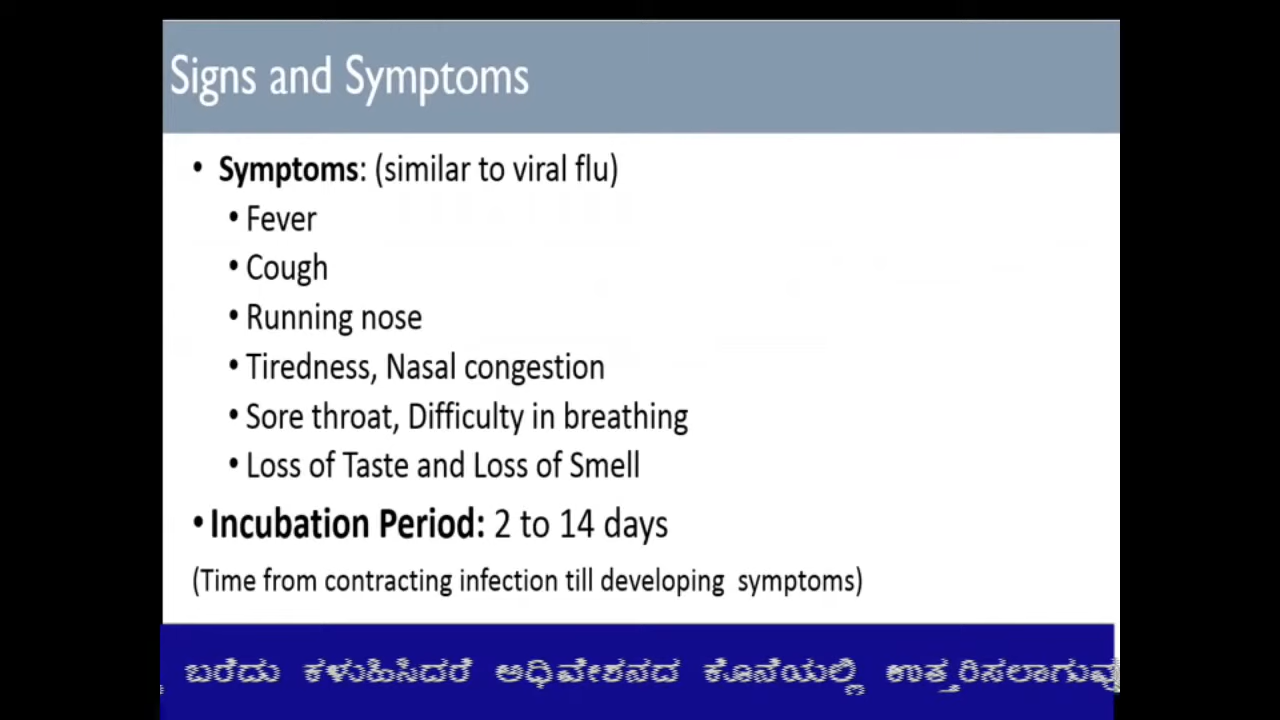 Signs and Symptoms
• Symptoms: (similar to viral flu)
• Fever
• Cough
• Running nose
• Tiredness, Nasal congestion
• Sore throat, Difficulty in breathing
• Loss of Taste and Loss of Smell
• Incubation Period: 2 to 14 days
(Time from contracting infection till developing symptoms)
ಬರೆದು ಕಳುಹಿಸಿದರೆ ಅಧಿವೇಶನದ ಕೊನೆಯಲ್ಲಿ